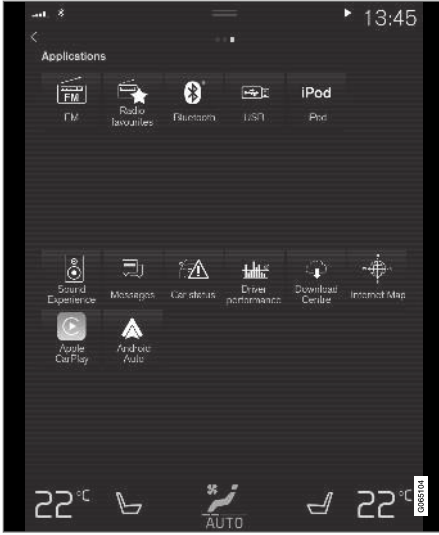 13:45
Applications
FM
FM
Radio
favourites
Bluetooth
USB
iPod
iPod
Sound
Experience
Messages
Car status
Driver
performance
Download
Centre
Internet Map
Apple
CarPlay
Android
Auto
22°C
AUTO
22°C
G065104